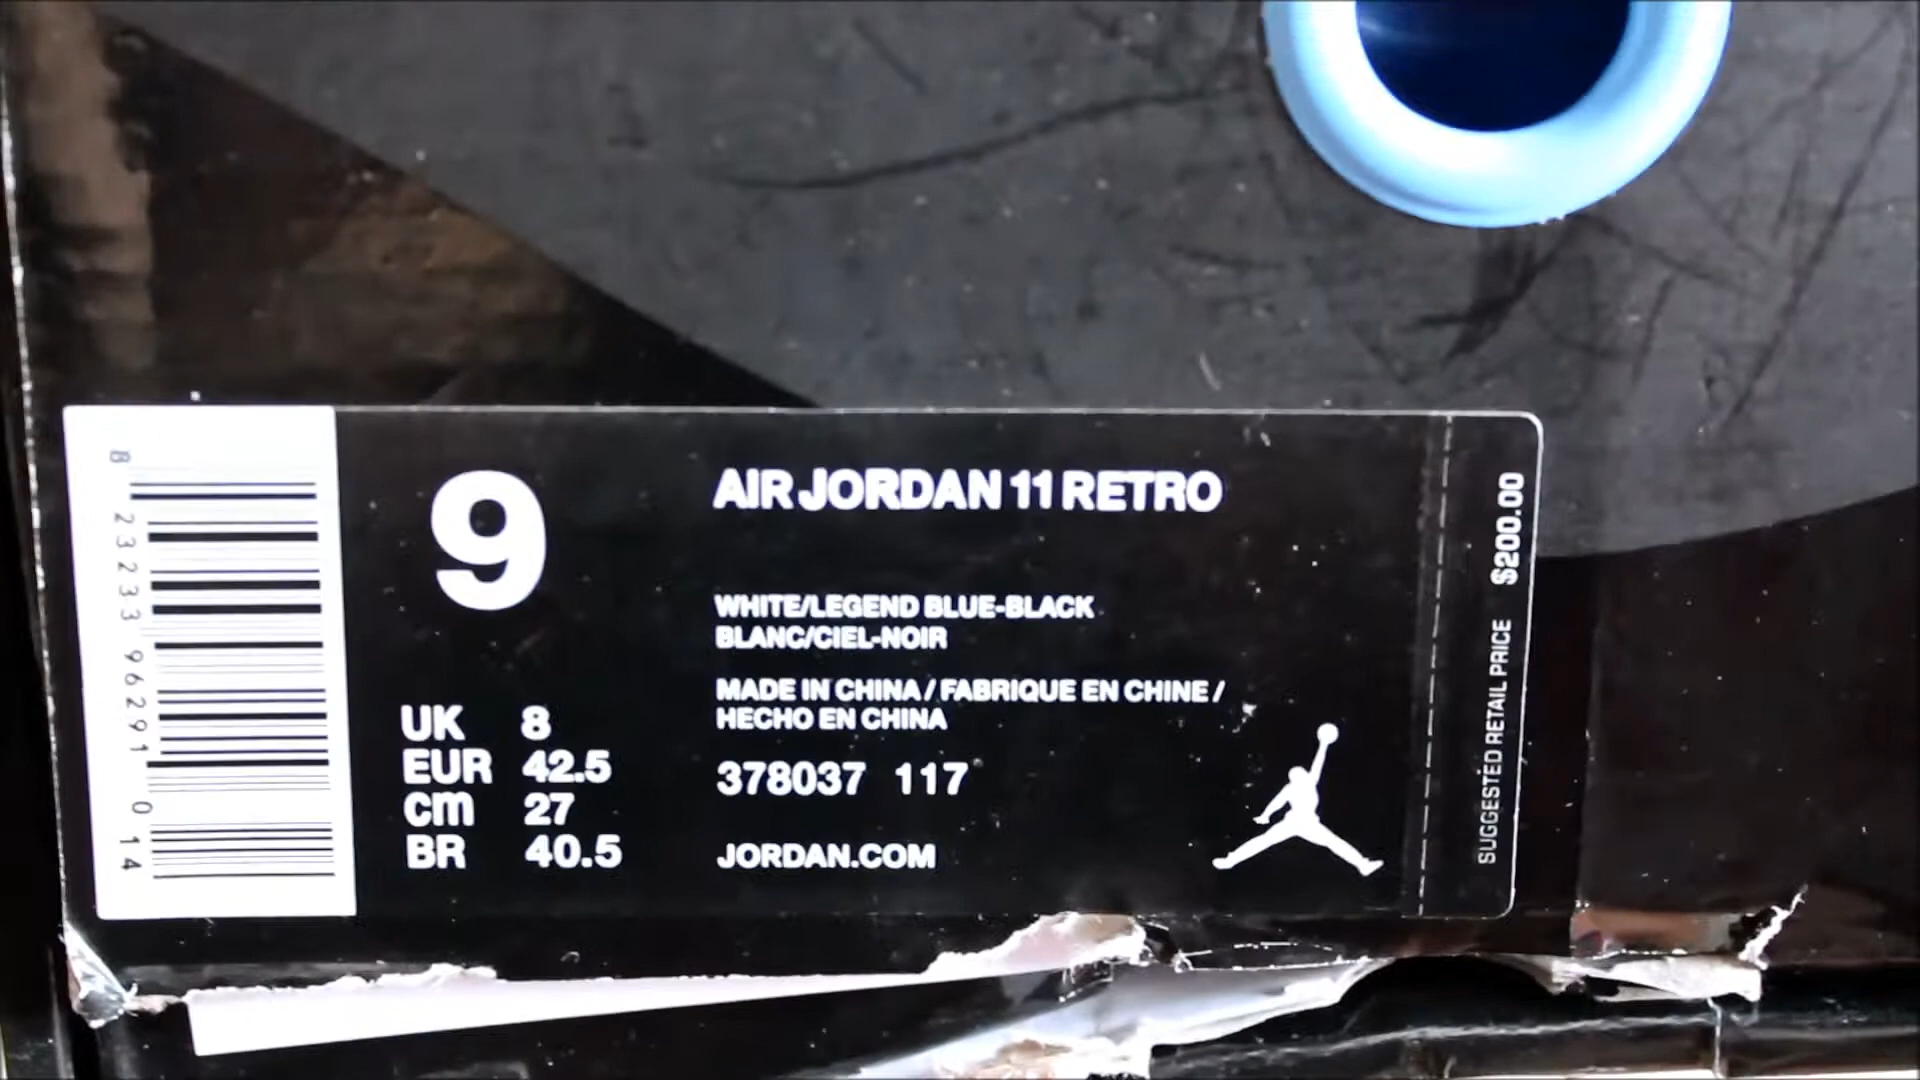 8 23233 96291 0 14
9
UK 8
EUR 42.5
cm 27
BR 40.5
AIR JORDAN 11 RETRO
WHITE/LEGEND BLUE-BLACK
BLANC/CIEL-NOIR
MADE IN CHINA / FABRIQUE EN CHINE /
HECHO EN CHINA
378037 117
JORDAN.COM
SUGGESTED RETAIL PRICE $200.00